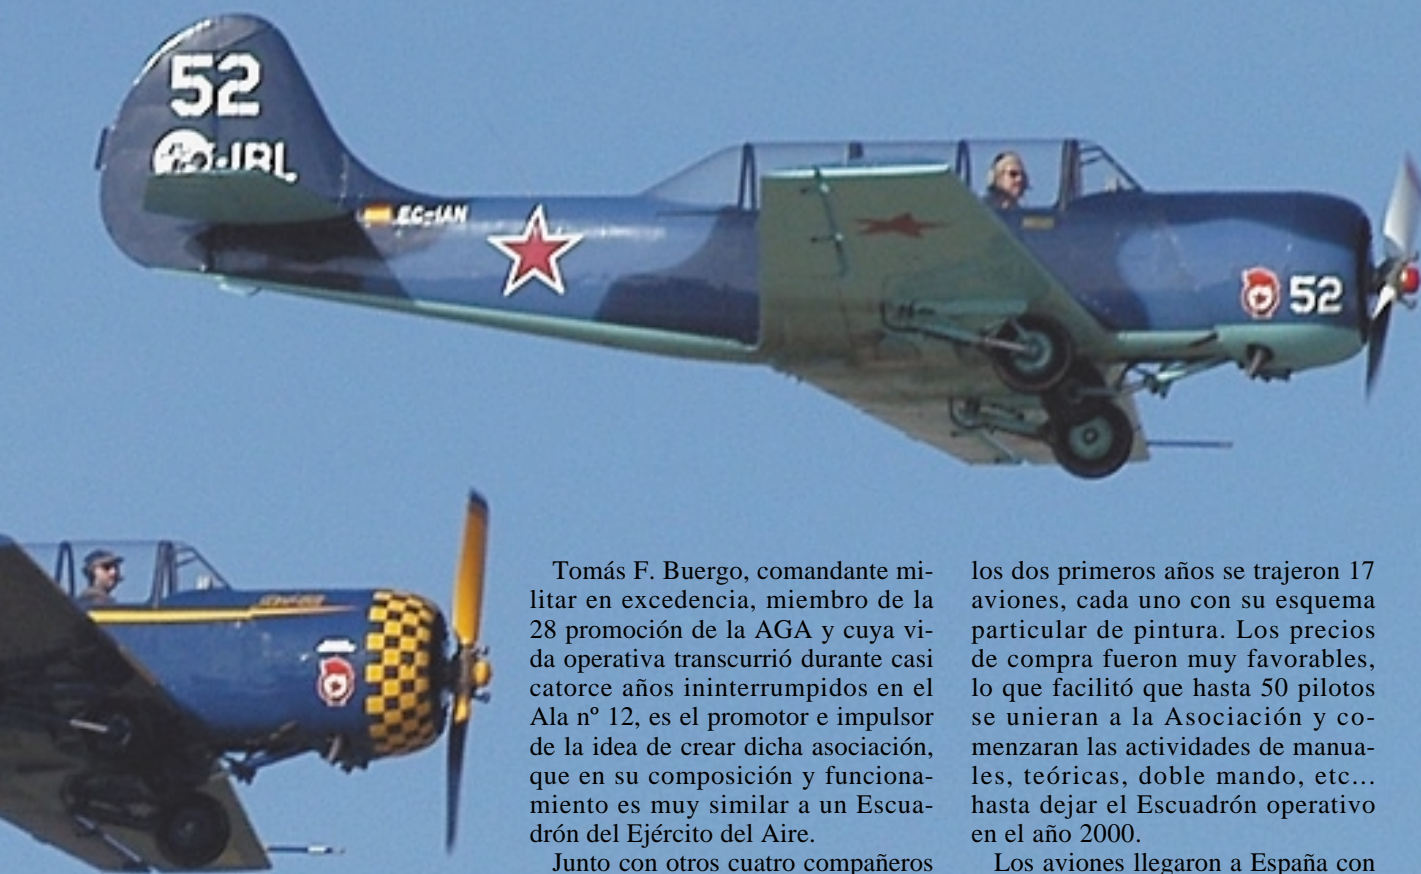 52
JBL
EC-IAN
52
Tomás F. Buergo, comandante mi-
litar en excedencia, miembro de la
28 promoción de la AGA y cuya vi-
da operativa transcurrió durante casi
catorce años ininterrumpidos en el
Ala nº 12, es el promotor e impulsor
de la idea de crear dicha asociación,
que en su composición y funciona-
miento es muy similar a un Escua-
drón del Ejército del Aire.
Junto con otros cuatro compañeros
los dos primeros años se trajeron 17
aviones, cada uno con su esquema
particular de pintura. Los precios
de compra fueron muy favorables,
lo que facilitó que hasta 50 pilotos
se unieran a la Asociación y co-
menzaran las actividades de manua-
les, teóricas, doble mando, etc...
hasta dejar el Escuadrón operativo
en el año 2000.
Los aviones llegaron a España con